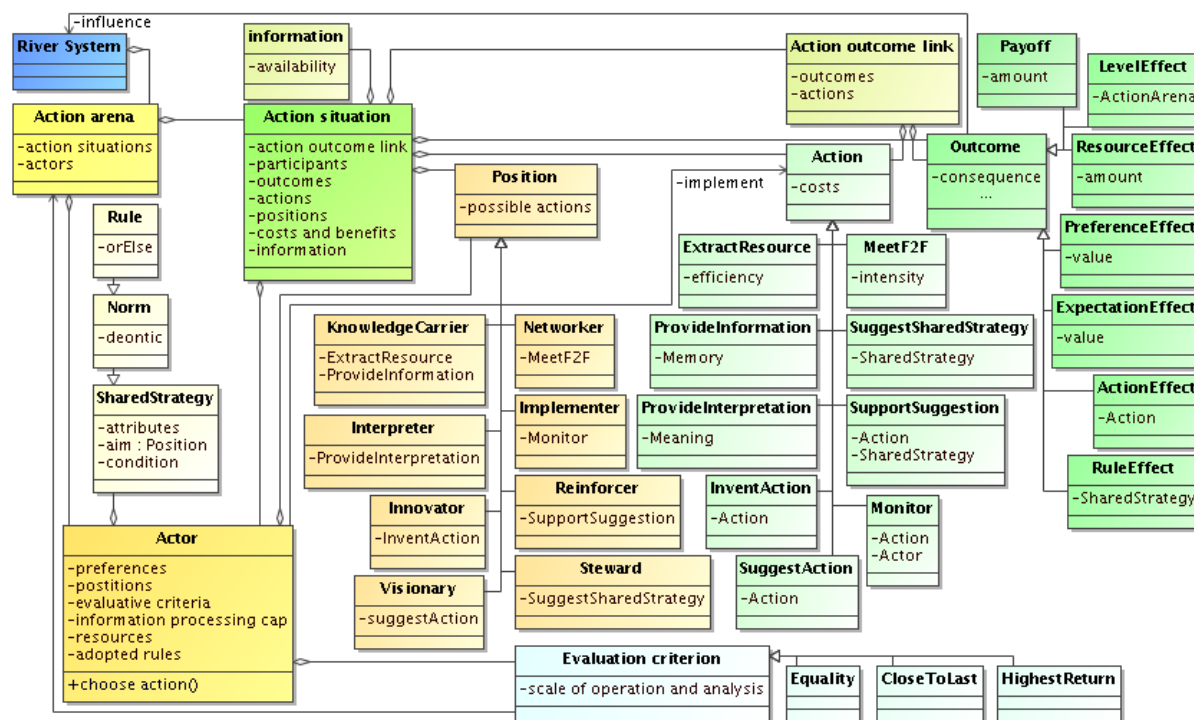 -influence
River System
information
-availability
Action outcome link
-outcomes
-actions
Payoff
-amount
LevelEffect
-ActionArena
Action arena
-action situations
-actors
Action situation
-action outcome link
-participants
-outcomes
-actions
-positions
-costs and benefits
-information
Position
-possible actions
-implement
Action
-costs
Outcome
-consequence
...
ResourceEffect
-amount
Rule
-orElse
ExtractResource
-efficiency
MeetF2F
-intensity
PreferenceEffect
-value
Norm
-deontic
KnowledgeCarrier
-ExtractResource
-ProvideInformation
Networker
-MeetF2F
ProvideInformation
-Memory
SuggestSharedStrategy
-SharedStrategy
ExpectationEffect
-value
SharedStrategy
-attributes
-aim : Position
-condition
Interpreter
-ProvideInterpretation
Implementer
-Monitor
ProvideInterpretation
-Meaning
SupportSuggestion
-Action
-SharedStrategy
ActionEffect
-Action
RuleEffect
-SharedStrategy
Innovator
-InventAction
Reinforcer
-SupportSuggestion
InventAction
-Action
Monitor
-Action
-Actor
Actor
-preferences
-postitions
-evaluative criteria
-information processing cap
-resources
-adopted rules
+choose action()
Visionary
-suggestAction
Steward
-SuggestSharedStrategy
SuggestAction
-Action
Evaluation criterion
-scale of operation and analysis
Equality
CloseToLast
HighestReturn